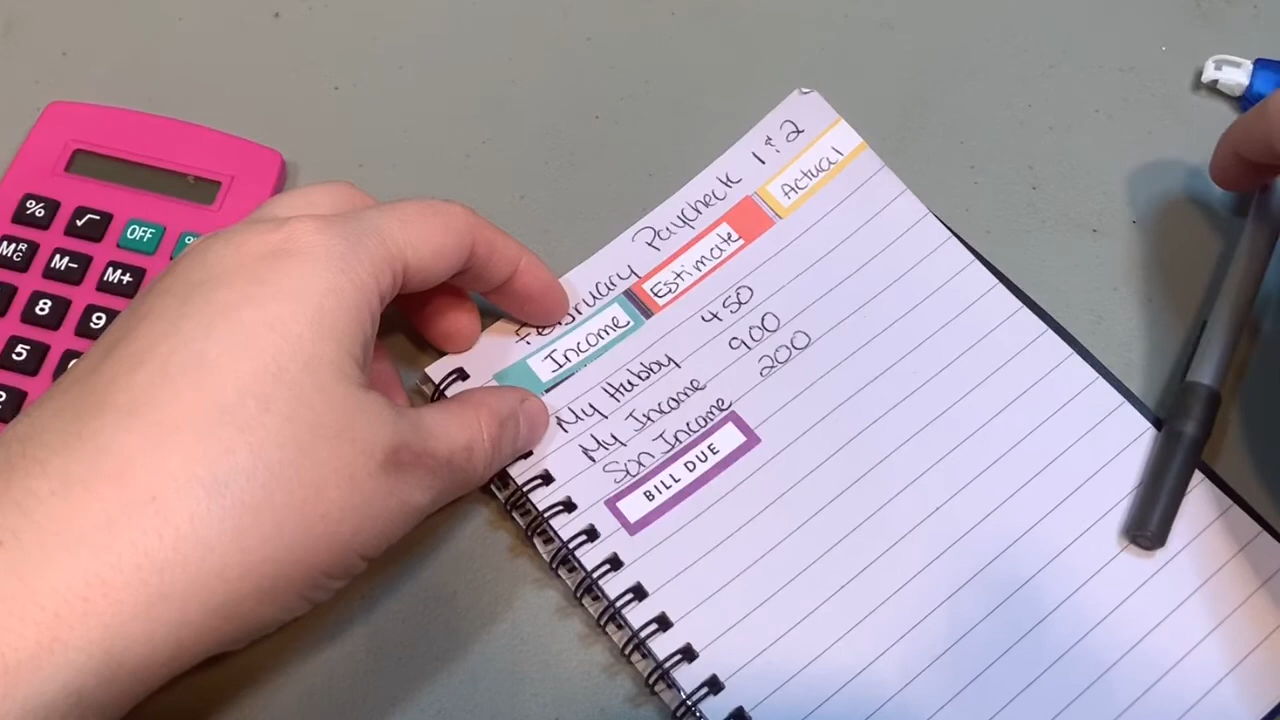 February Paycheck 1 & 2
Income Estimate Actual
My Hubby 450
My Income 900
Son Income 200
BILL DUE
% √ OFF
MRC M- M+
8 9
5